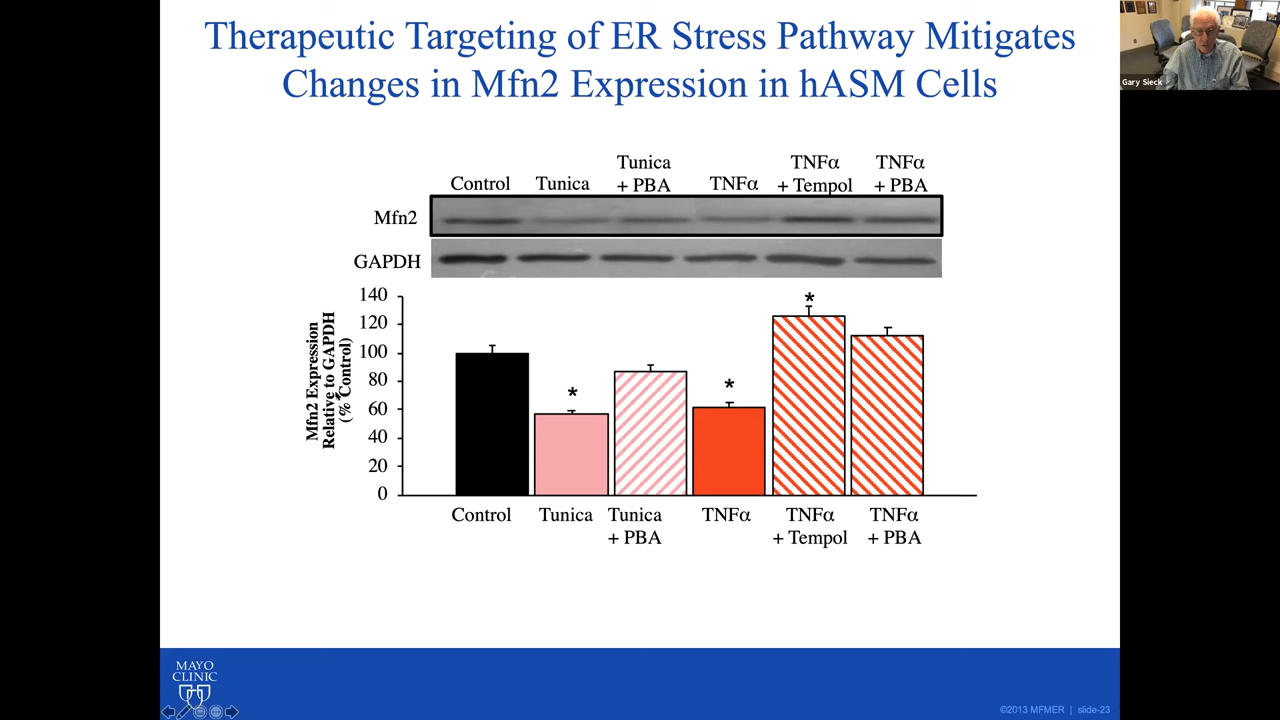 Therapeutic Targeting of ER Stress Pathway Mitigates
Changes in Mfn2 Expression in hASM Cells
Gary Sieck
Control
Tunica
Tunica
+ PBA
TNFα
TNFα
+ Tempol
TNFα
+ PBA
Mfn2
GAPDH
Mfn2 Expression
Relative to GAPDH
(% Control)
140
120
100
80
60
40
20
0
*
*
*
Control
Tunica
Tunica
+ PBA
TNFα
TNFα
+ Tempol
TNFα
+ PBA
MAYO
CLINIC
©2013 MFMER | slide-23